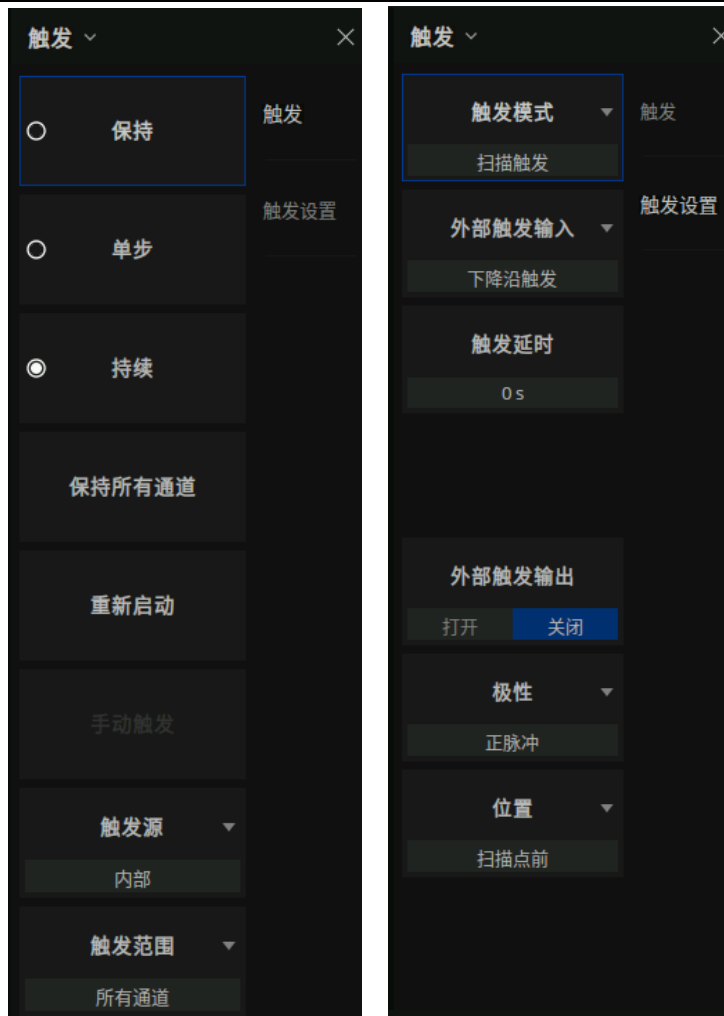 触发
保持
单步
持续
保持所有通道
重新启动
手动触发
触发源
内部
触发范围
所有通道
触发
触发设置
触发
触发模式
扫描触发
外部触发输入
下降沿触发
触发延时
0 s
外部触发输出
打开 关闭
极性
正脉冲
位置
扫描点前
触发
触发设置